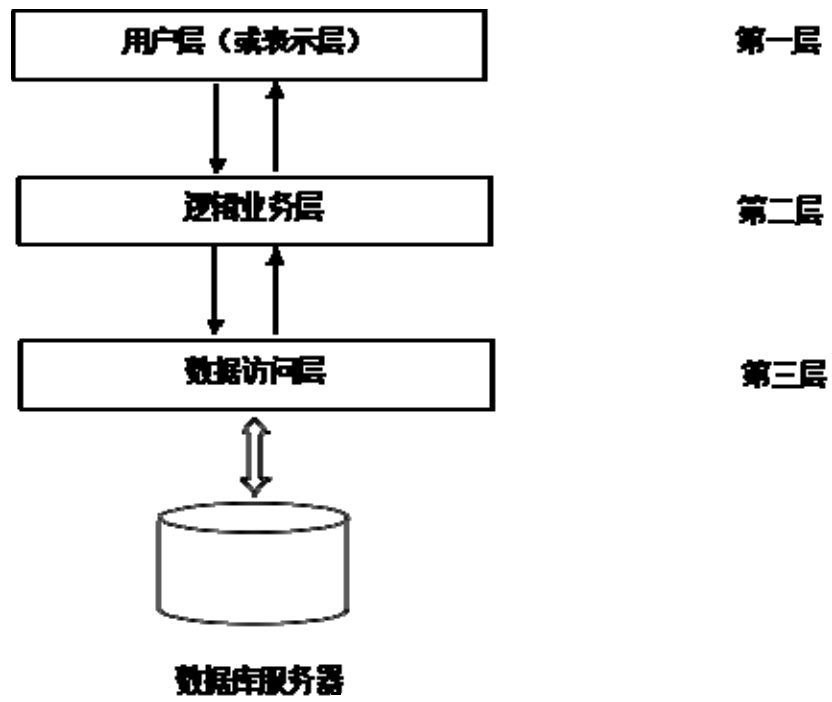 用户层（或表示层）
第一层
逻辑业务层
第二层
数据访问层
第三层
数据库服务器